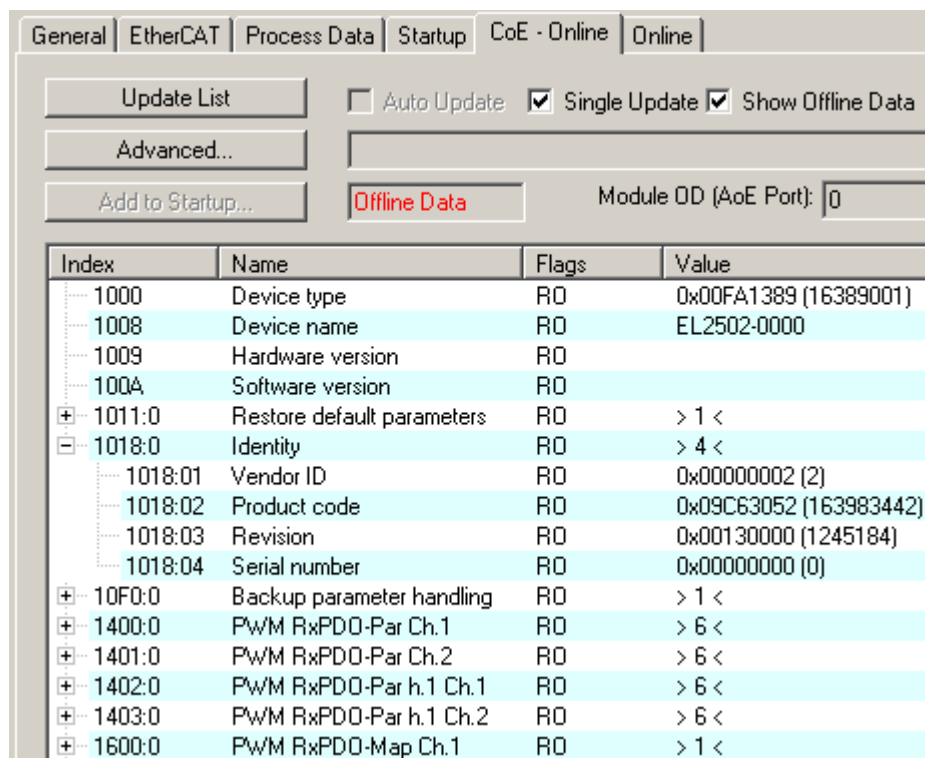 General EtherCAT Process Data Startup CoE - Online Online
Update List Auto Update Single Update Show Offline Data
Advanced...
Add to Startup... Offline Data Module OD (AoE Port): 0
Index Name Flags Value
1000 Device type RO 0x00FA1389 (16389001)
1008 Device name RO EL2502-0000
1009 Hardware version RO
100A Software version RO
1011:0 Restore default parameters RO > 1 <
1018:0 Identity RO > 4 <
1018:01 Vendor ID RO 0x00000002 (2)
1018:02 Product code RO 0x09C63052 (163983442)
1018:03 Revision RO 0x00130000 (1245184)
1018:04 Serial number RO 0x00000000 (0)
10F0:0 Backup parameter handling RO > 1 <
1400:0 PWM RxPDO-Par Ch.1 RO > 6 <
1401:0 PWM RxPDO-Par Ch.2 RO > 6 <
1402:0 PWM RxPDO-Par h.1 Ch.1 RO > 6 <
1403:0 PWM RxPDO-Par h.1 Ch.2 RO > 6 <
1600:0 PWM RxPDO-Map Ch.1 RO > 1 <